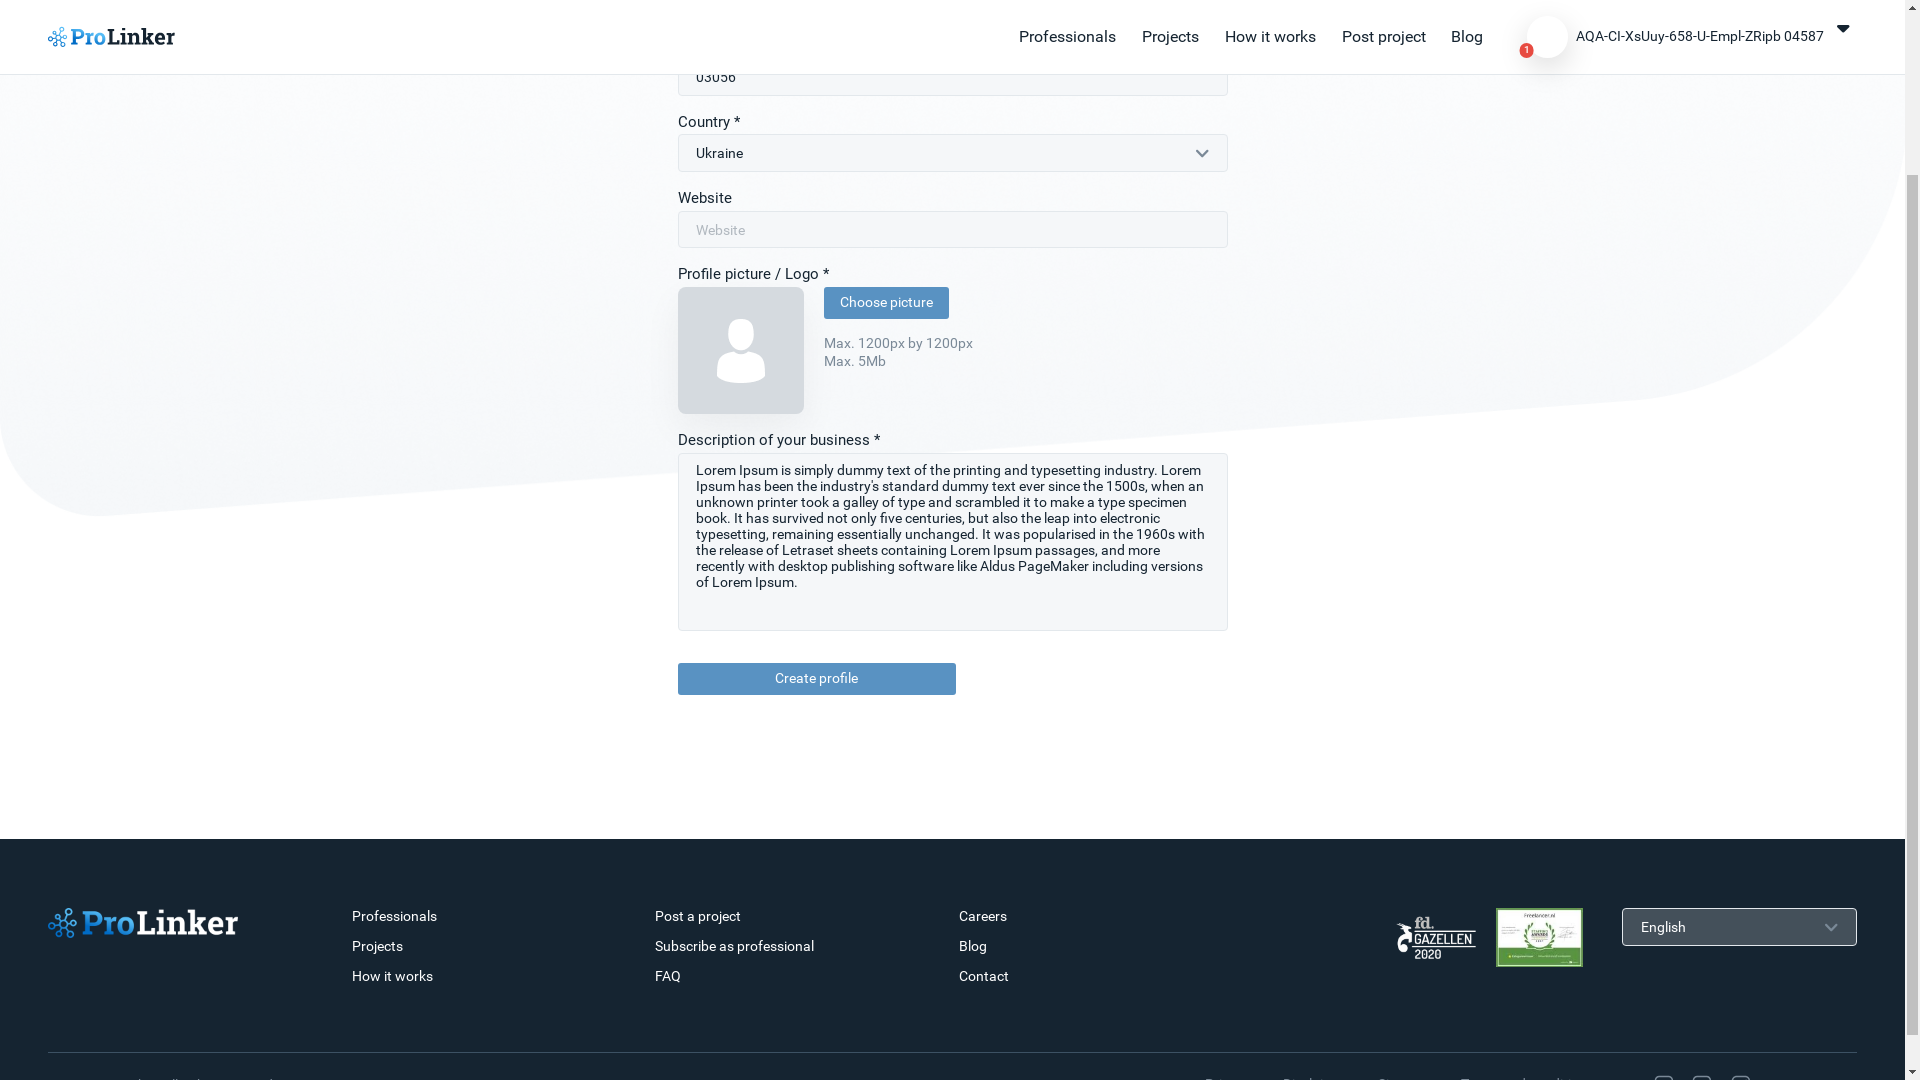 ProLinker
Professionals
Projects
How it works
Post project
Blog
1
AQA-CI-XsUuy-658-U-Empl-ZRipb 04587
03056
Country *
Ukraine
Website
Website
Profile picture / Logo *
Choose picture
Max. 1200px by 1200px
Max. 5Mb
Description of your business *
Lorem Ipsum is simply dummy text of the printing and typesetting industry. Lorem
Ipsum has been the industry's standard dummy text ever since the 1500s, when an
unknown printer took a galley of type and scrambled it to make a type specimen
book. It has survived not only five centuries, but also the leap into electronic
typesetting, remaining essentially unchanged. It was popularised in the 1960s with
the release of Letraset sheets containing Lorem Ipsum passages, and more
recently with desktop publishing software like Aldus PageMaker including versions
of Lorem Ipsum.
Create profile
ProLinker
Professionals
Projects
How it works
Post a project
Subscribe as professional
FAQ
Careers
Blog
Contact
fd.
GAZELLEN
2020
Freelancer.nl
English